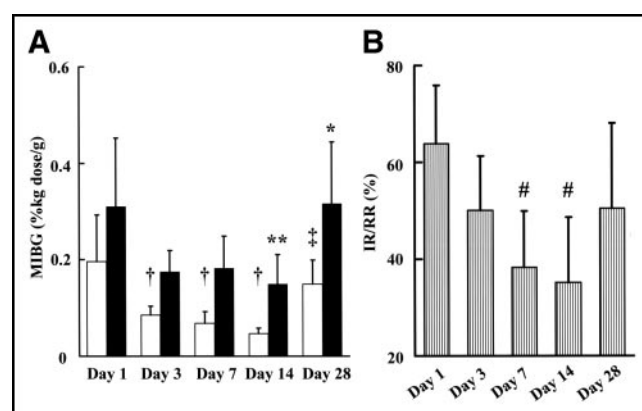 A
MIBG (%kg dose/g)
0.6
0.4
0.2
0
†
†
†
**
‡
*
Day 1
Day 3
Day 7
Day 14
Day 28
B
IR/RR (%)
80
60
40
20
#
#
Day 1
Day 3
Day 7
Day 14
Day 28